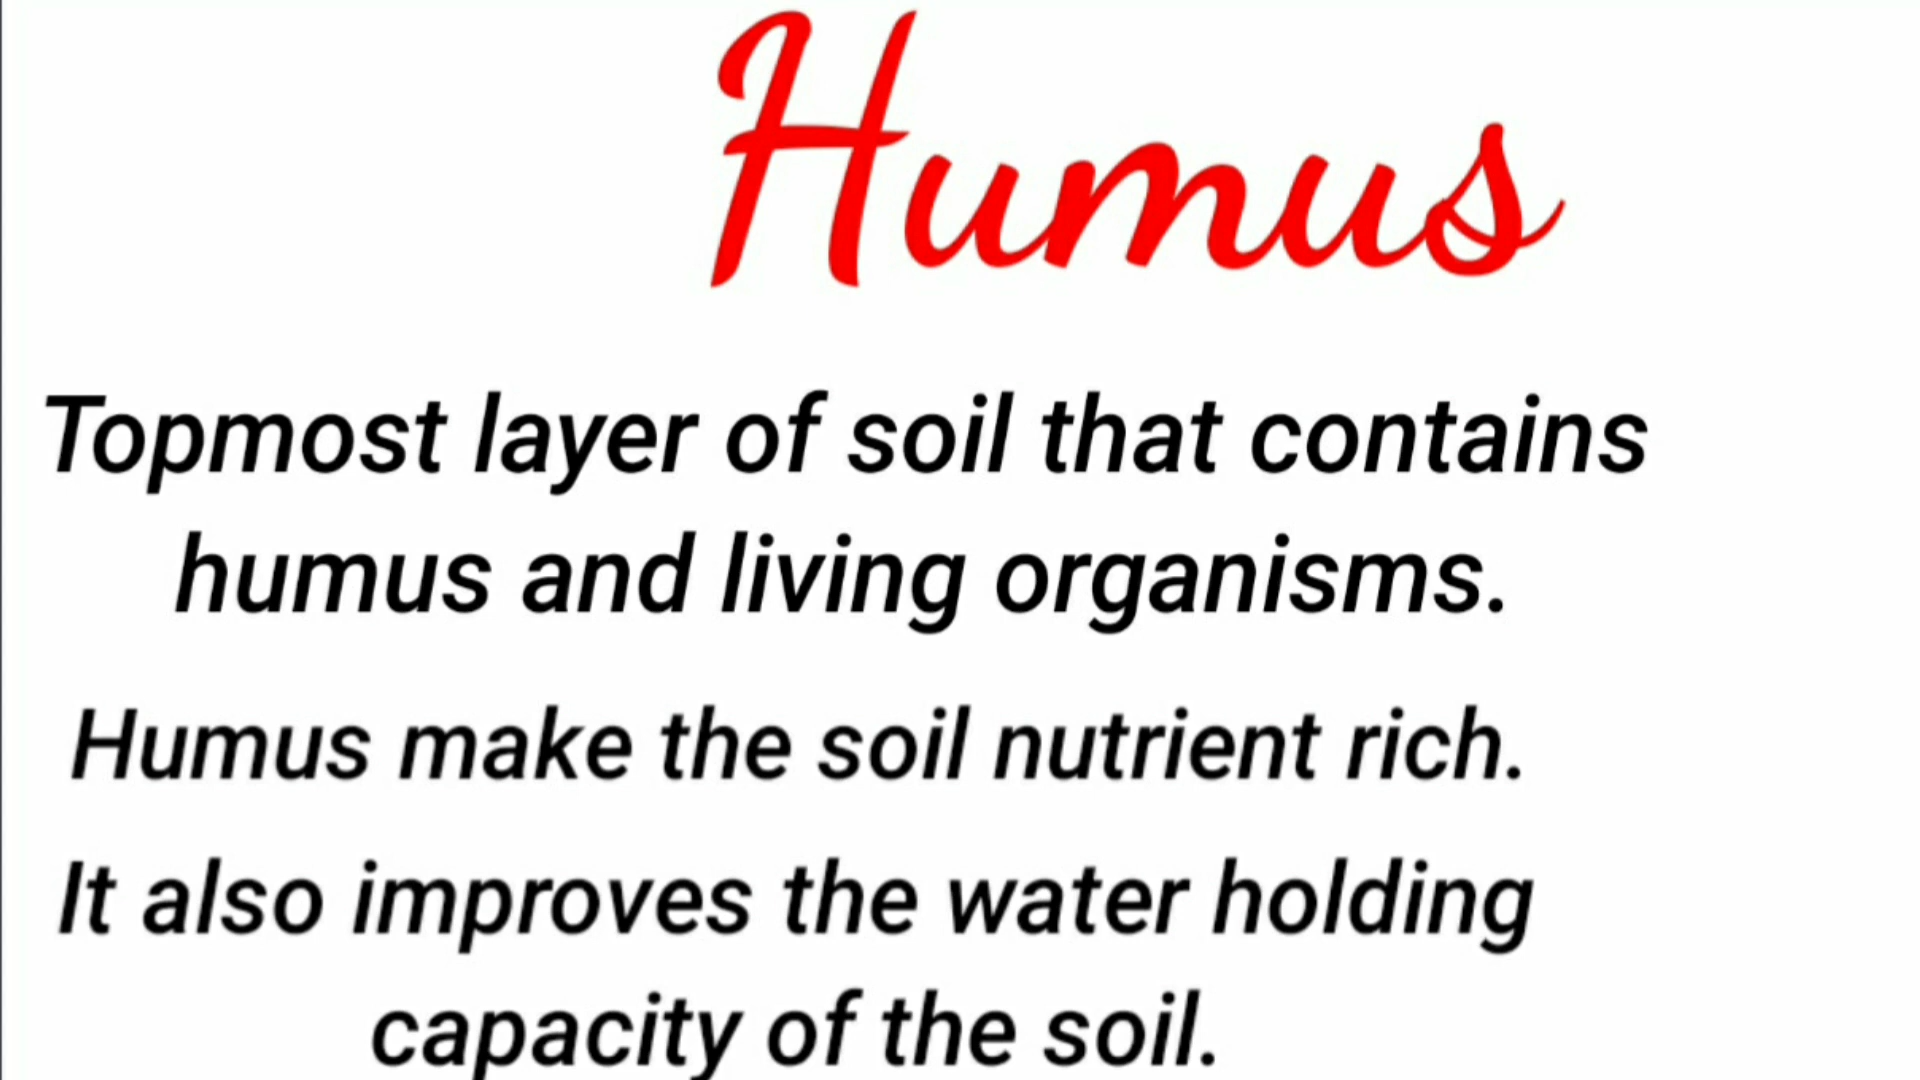 Humus
Topmost layer of soil that contains
humus and living organisms.
Humus make the soil nutrient rich.
It also improves the water holding
capacity of the soil.